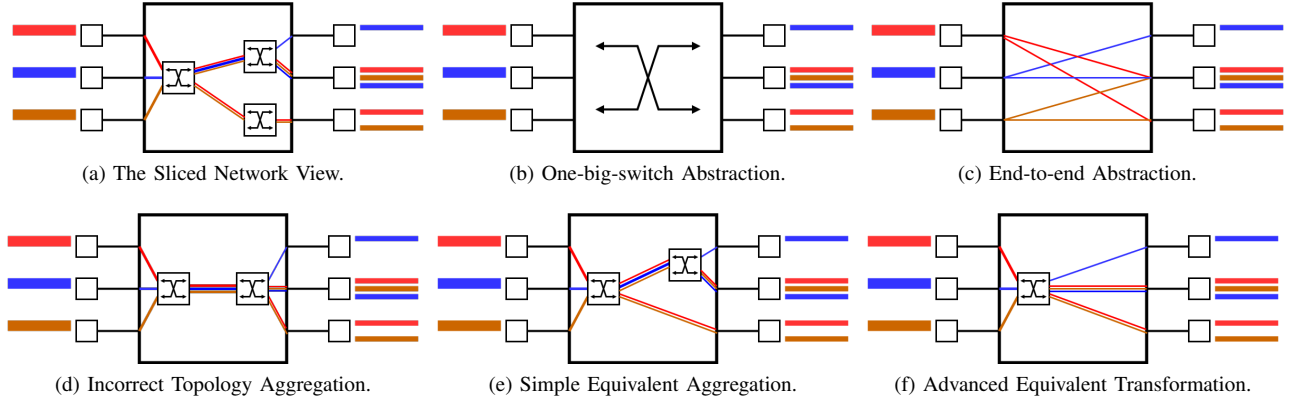 (a) The Sliced Network View.
(b) One-big-switch Abstraction.
(c) End-to-end Abstraction.
(d) Incorrect Topology Aggregation.
(e) Simple Equivalent Aggregation.
(f) Advanced Equivalent Transformation.